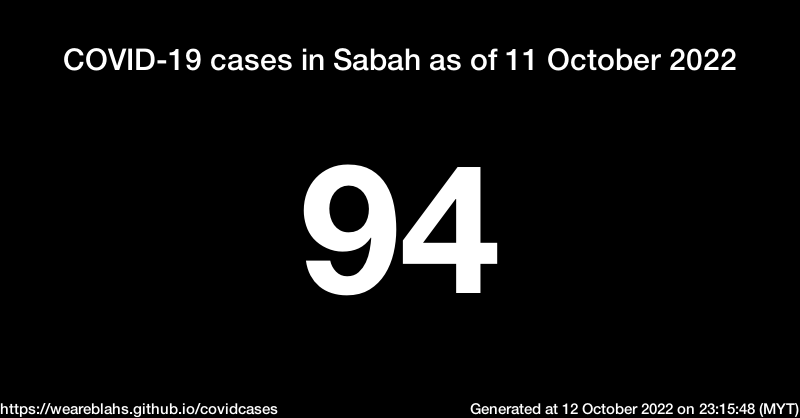 COVID-19 cases in Sabah as of 11 October 2022
94
https://weareblahs.github.io/covidcases
Generated at 12 October 2022 on 23:15:48 (MYT)